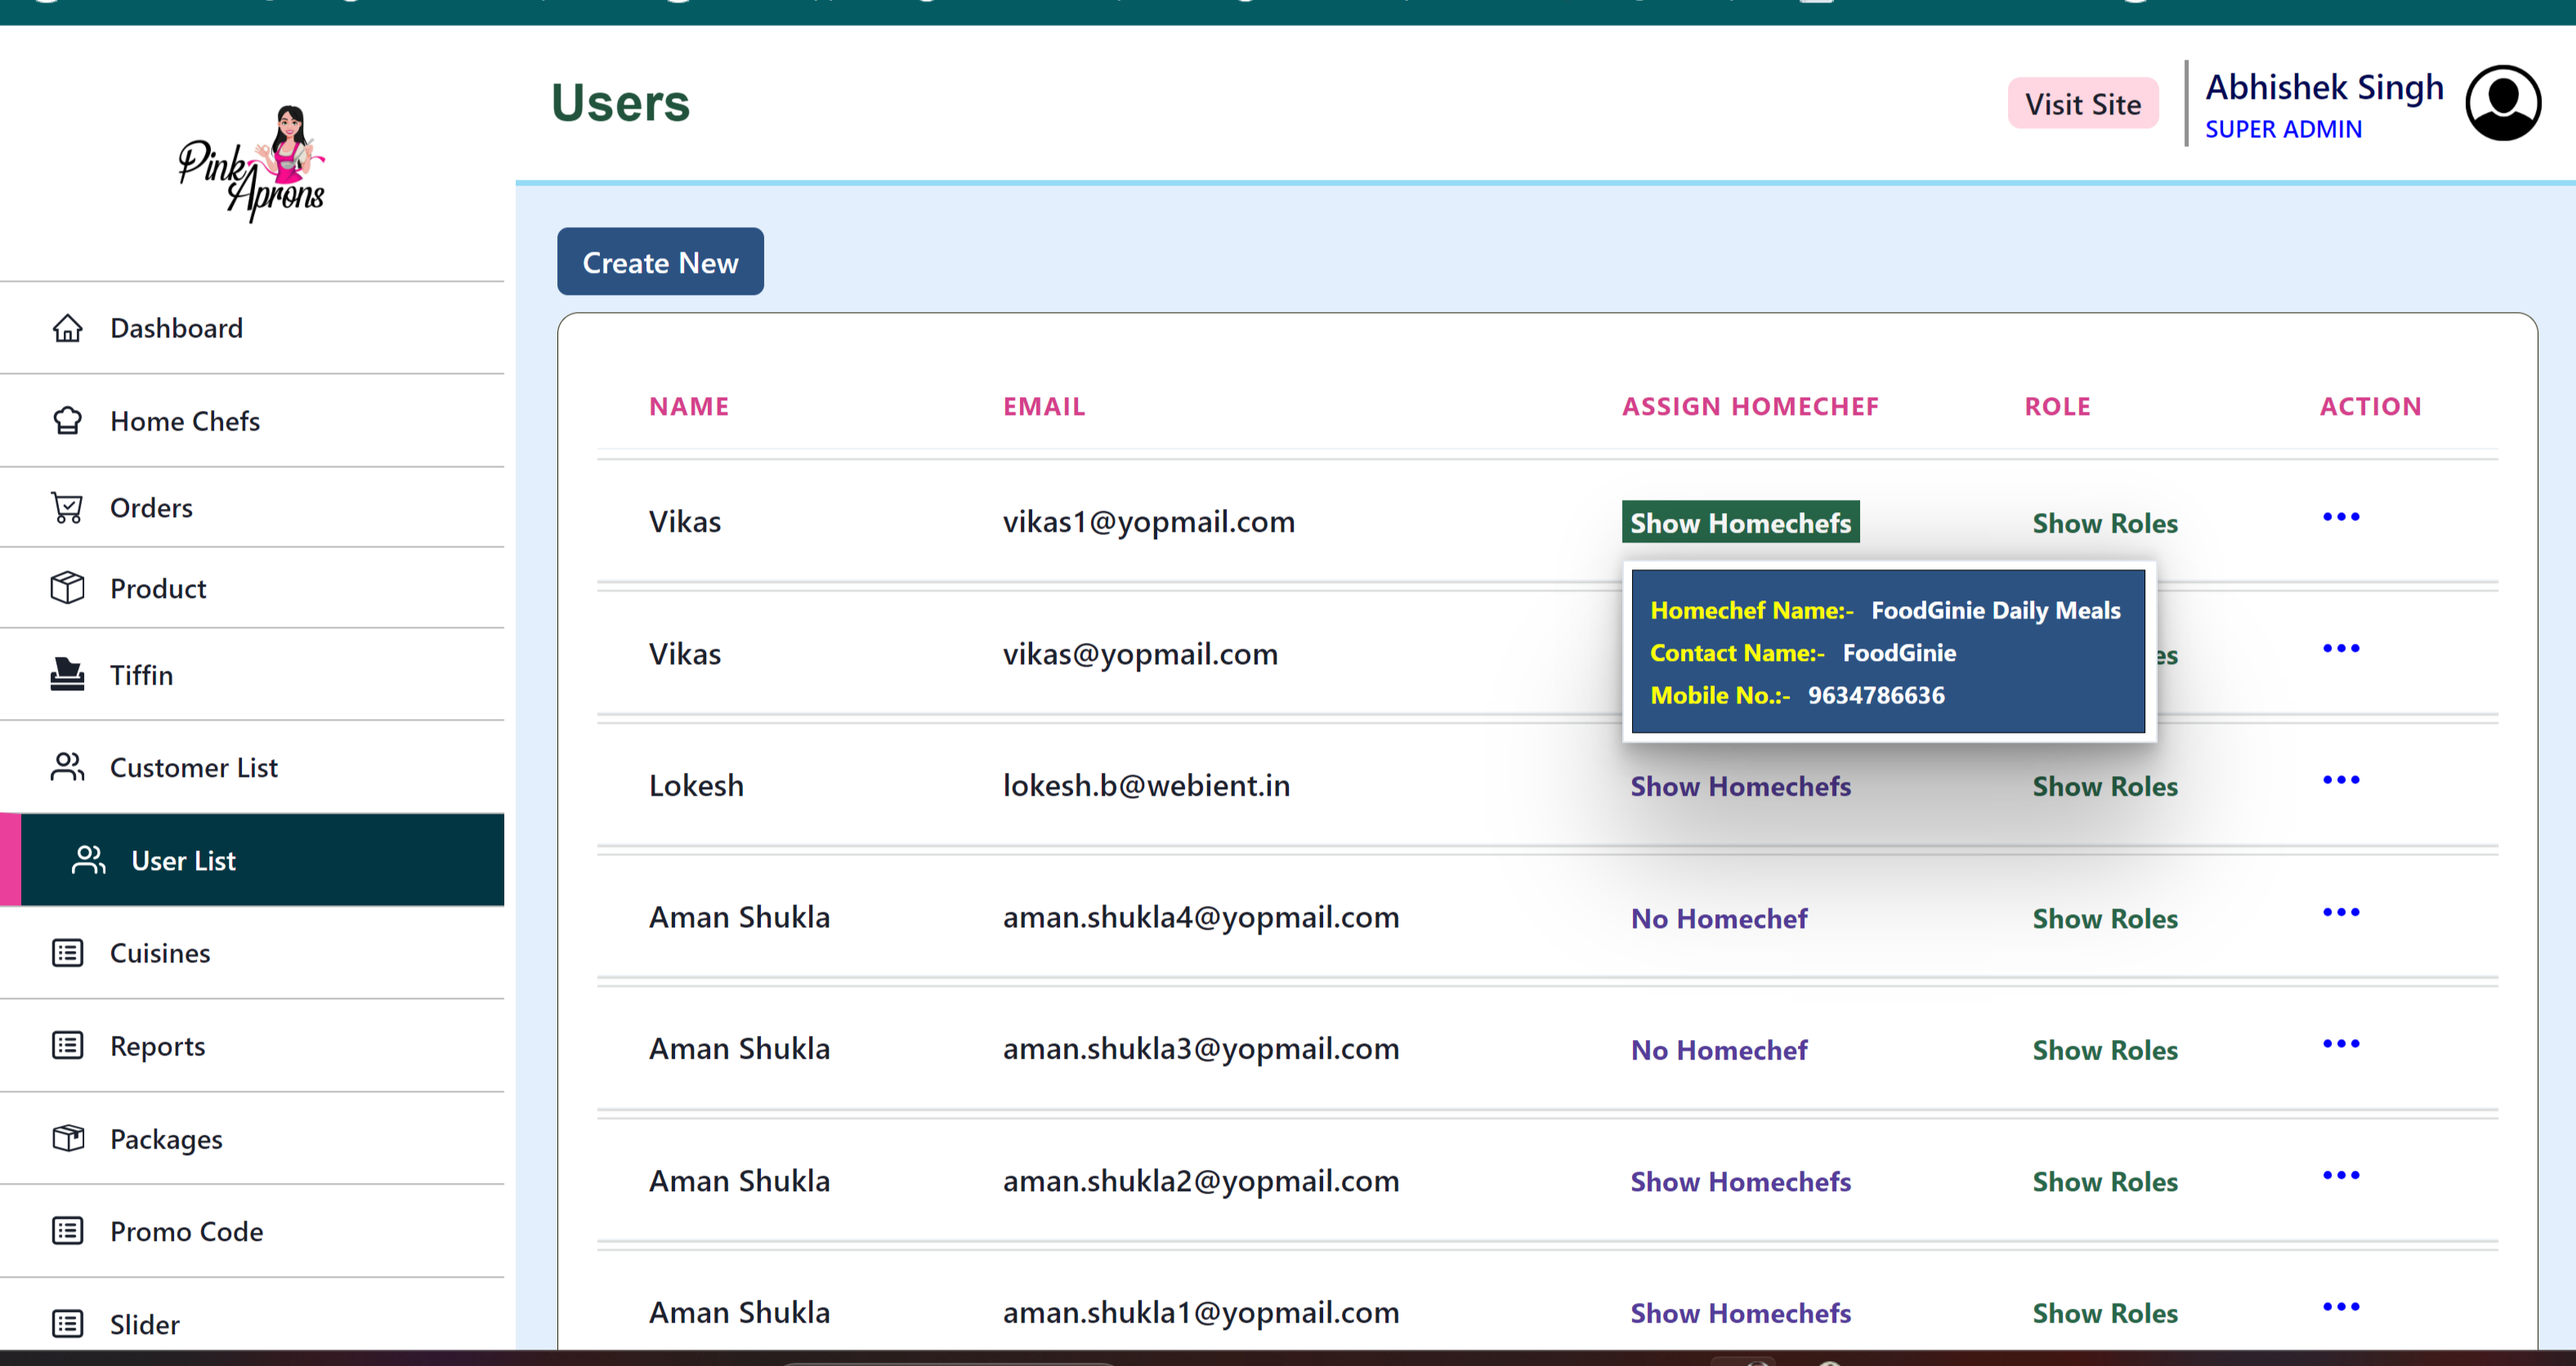 Pink
Aprons
Users
Visit Site
Abhishek Singh
SUPER ADMIN
Create New
Dashboard
Home Chefs
Orders
Product
Tiffin
Customer List
User List
Cuisines
Reports
Packages
Promo Code
Slider
NAME EMAIL ASSIGN HOMECHEF ROLE ACTION
Vikas vikas1@yopmail.com Show Homechefs Show Roles
Homechef Name:- FoodGinie Daily Meals
Contact Name:- FoodGinie
Mobile No.:- 9634786636
Vikas vikas@yopmail.com es
Lokesh lokesh.b@webient.in Show Homechefs Show Roles
Aman Shukla aman.shukla4@yopmail.com No Homechef Show Roles
Aman Shukla aman.shukla3@yopmail.com No Homechef Show Roles
Aman Shukla aman.shukla2@yopmail.com Show Homechefs Show Roles
Aman Shukla aman.shukla1@yopmail.com Show Homechefs Show Roles